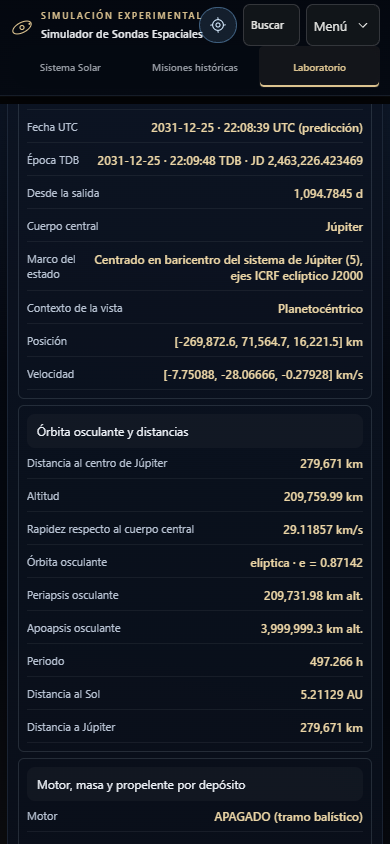 SIMULACIÓN EXPERIMENTAL
Simulador de Sondas Espaciales
Buscar
Menú
Sistema Solar
Misiones históricas
Laboratorio
Fecha UTC 2031-12-25 · 22:08:39 UTC (predicción)
Época TDB 2031-12-25 · 22:09:48 TDB · JD 2,463,226.423469
Desde la salida 1,094.7845 d
Cuerpo central Júpiter
Marco del estado Centrado en baricentro del sistema de Júpiter (5),
ejes ICRF eclíptico J2000
Contexto de la vista Planetocéntrico
Posición [-269,872.6, 71,564.7, 16,221.5] km
Velocidad [-7.75088, -28.06666, -0.27928] km/s
Órbita osculante y distancias
Distancia al centro de Júpiter 279,671 km
Altitud 209,759.99 km
Rapidez respecto al cuerpo central 29.11857 km/s
Órbita osculante elíptica · e = 0.87142
Periapsis osculante 209,731.98 km alt.
Apoapsis osculante 3,999,999.3 km alt.
Periodo 497.266 h
Distancia al Sol 5.21129 AU
Distancia a Júpiter 279,671 km
Motor, masa y propelente por depósito
Motor APAGADO (tramo balístico)